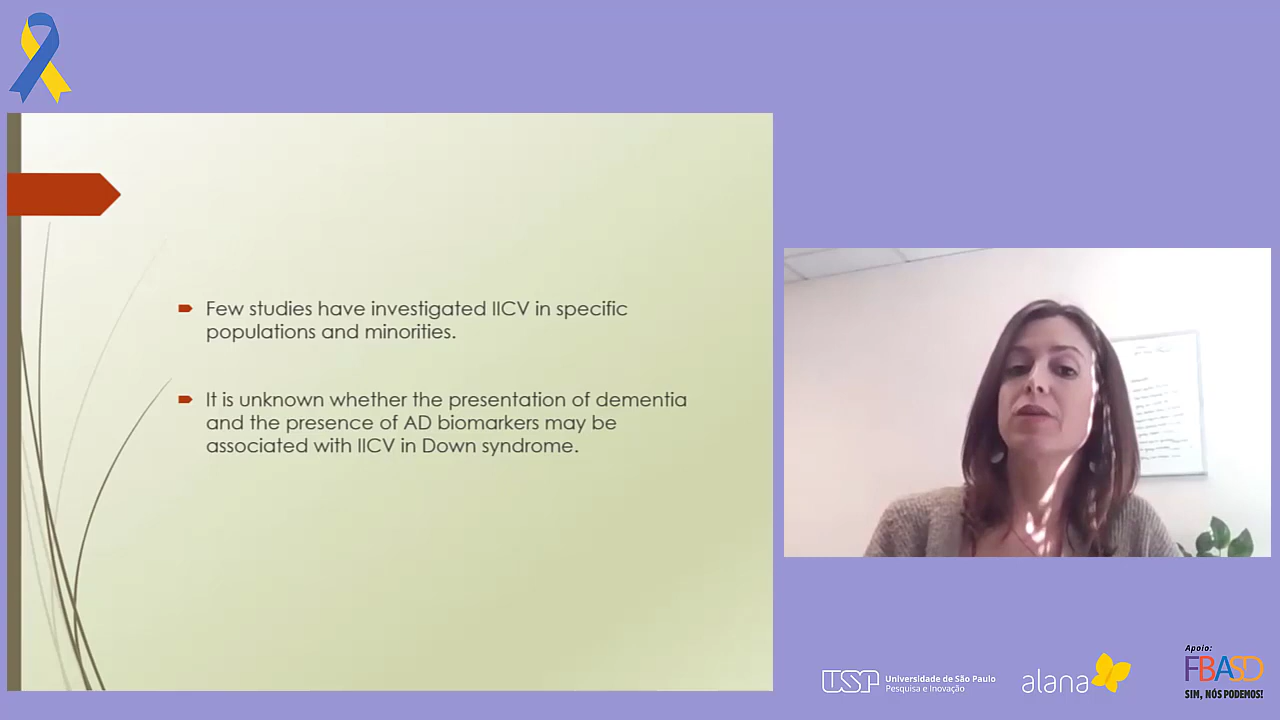 Few studies have investigated IICV in specific
populations and minorities.
It is unknown whether the presentation of dementia
and the presence of AD biomarkers may be
associated with IICV in Down syndrome.
USP
Universidade de São Paulo
Pesquisa e Inovação
alana
Apoio:
FBASD
SIM, NÓS PODEMOS!